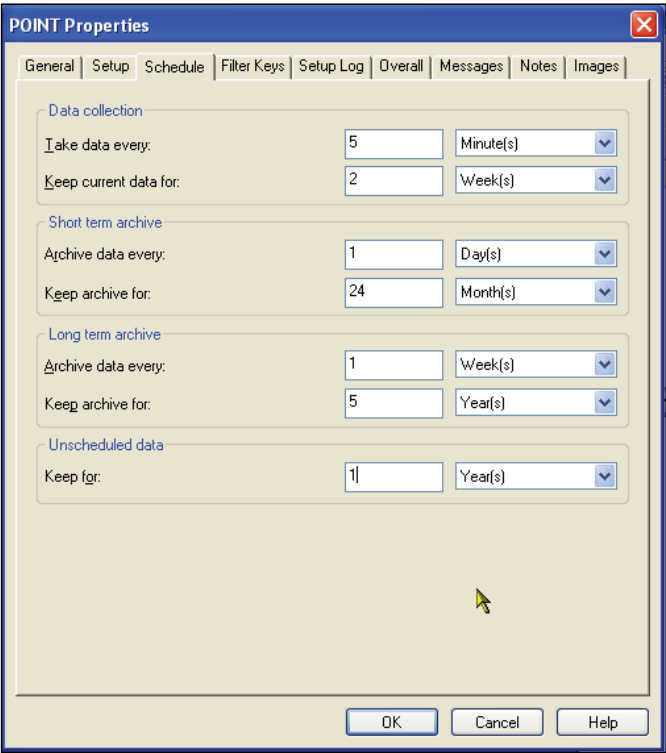 POINT Properties
General Setup Schedule Filter Keys Setup Log Overall Messages Notes Images
Data collection
Take data every: 5 Minute(s)
Keep current data for: 2 Week(s)
Short term archive
Archive data every: 1 Day(s)
Keep archive for: 24 Month(s)
Long term archive
Archive data every: 1 Week(s)
Keep archive for: 5 Year(s)
Unscheduled data
Keep for: 1 Year(s)
OK Cancel Help